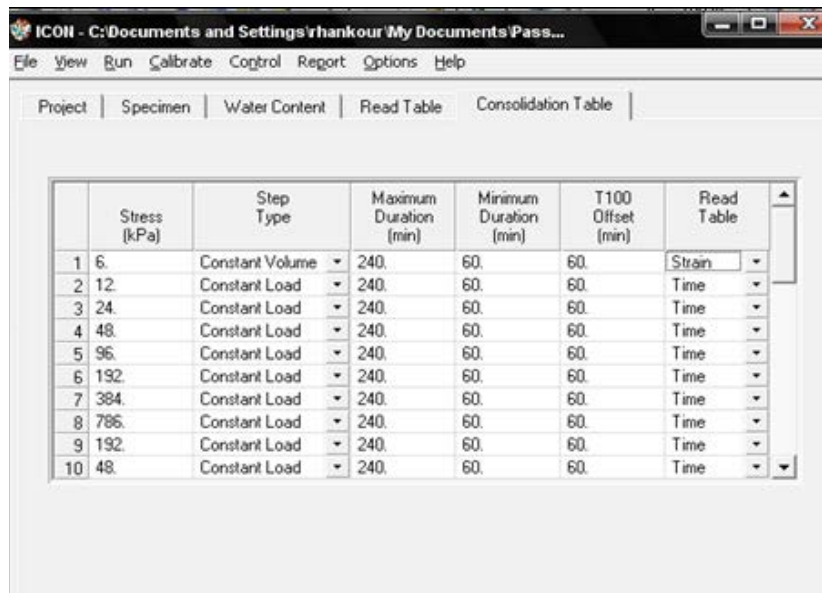 ICON - C:\Documents and Settings\rhankour\My Documents\Pass...
File View Run Calibrate Control Report Options Help
Project Specimen Water Content Read Table Consolidation Table
Stress (kPa) Step Type Maximum Duration (min) Minimum Duration (min) T100 Offset (min) Read Table
1 6. Constant Volume 240. 60. 60. Strain
2 12. Constant Load 240. 60. 60. Time
3 24. Constant Load 240. 60. 60. Time
4 48. Constant Load 240. 60. 60. Time
5 96. Constant Load 240. 60. 60. Time
6 192. Constant Load 240. 60. 60. Time
7 384. Constant Load 240. 60. 60. Time
8 786. Constant Load 240. 60. 60. Time
9 192. Constant Load 240. 60. 60. Time
10 48. Constant Load 240. 60. 60. Time